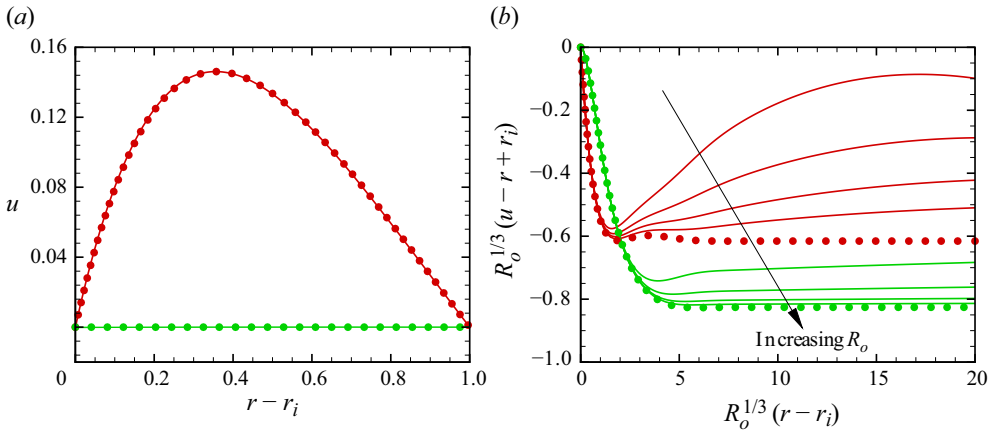 (a)
0.16
0.12
0.08
0.04
u
0 0.2 0.4 0.6 0.8 1.0
r − r_i
(b)
0
−0.2
−0.4
−0.6
−0.8
−1.0
R_o^{1/3} (u − r + r_i)
Increasing R_o
0 5 10 15 20
R_o^{1/3} (r − r_i)